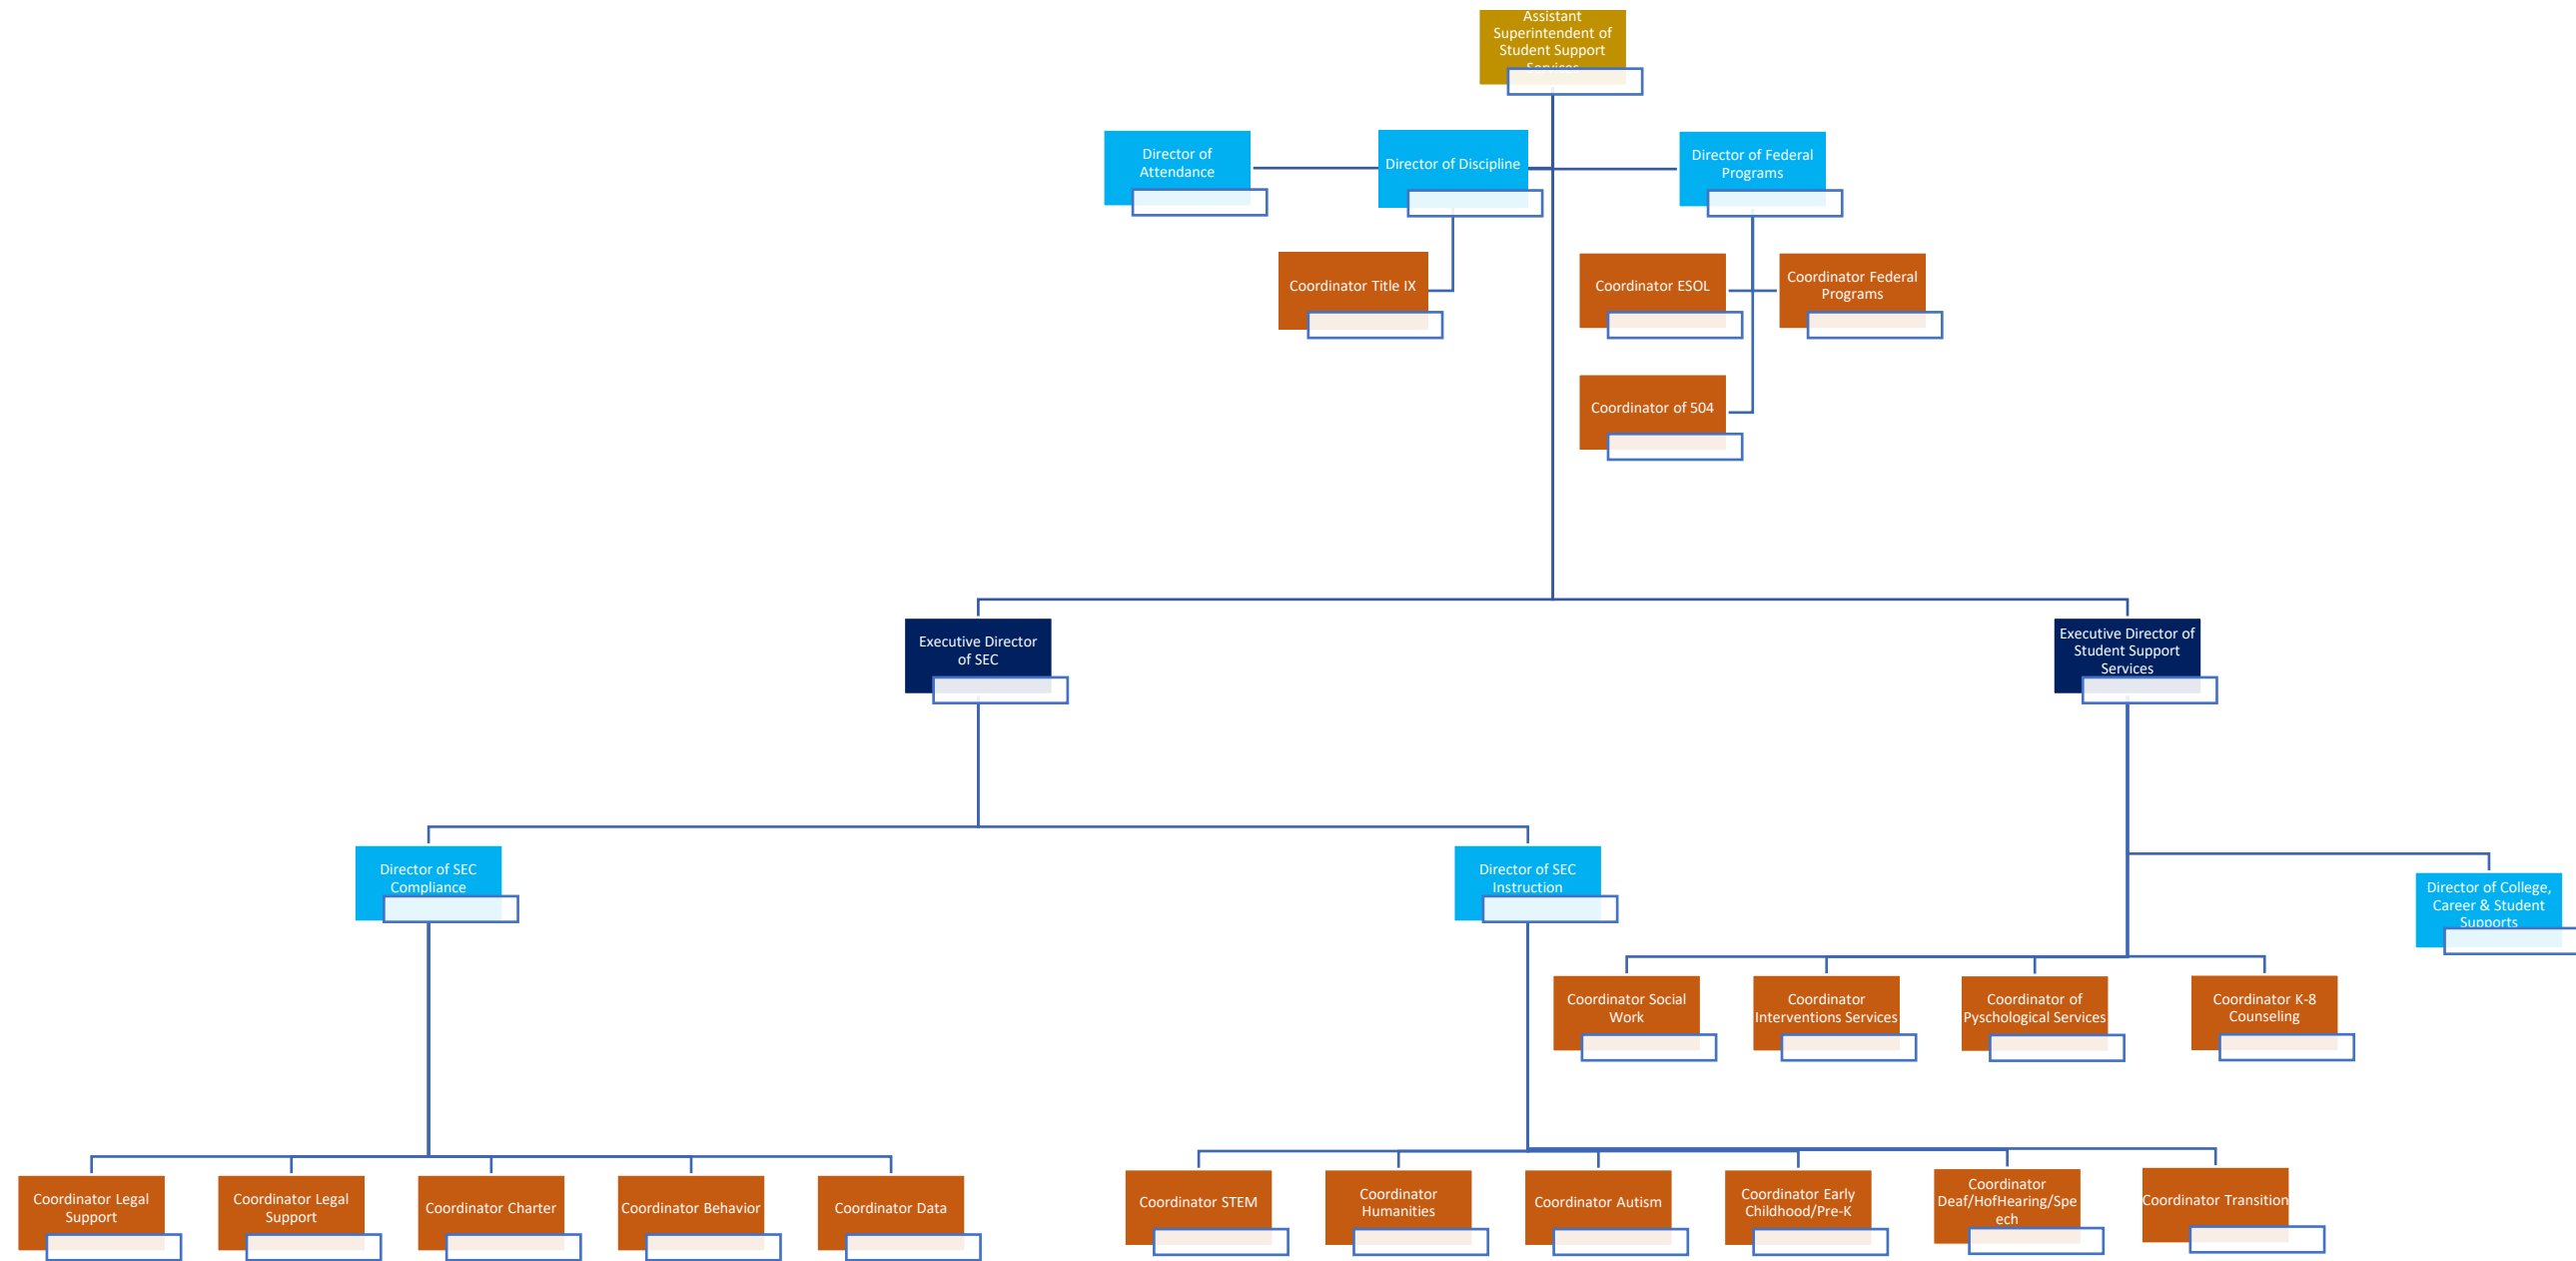 Assistant
Superintendent of
Student Support
Services
Director of
Attendance
Director of Discipline
Director of Federal
Programs
Coordinator Title IX
Coordinator ESOL
Coordinator Federal
Programs
Coordinator of 504
Executive Director
of SEC
Executive Director of
Student Support
Services
Director of SEC
Compliance
Director of SEC
Instruction
Director of College,
Career & Student
Supports
Coordinator Social
Work
Coordinator
Interventions Services
Coordinator of
Pyschological Services
Coordinator K-8
Counseling
Coordinator Legal
Support
Coordinator Legal
Support
Coordinator Charter
Coordinator Behavior
Coordinator Data
Coordinator STEM
Coordinator
Humanities
Coordinator Autism
Coordinator Early
Childhood/Pre-K
Coordinator
Deaf/HofHearing/Spe
ech
Coordinator Transition